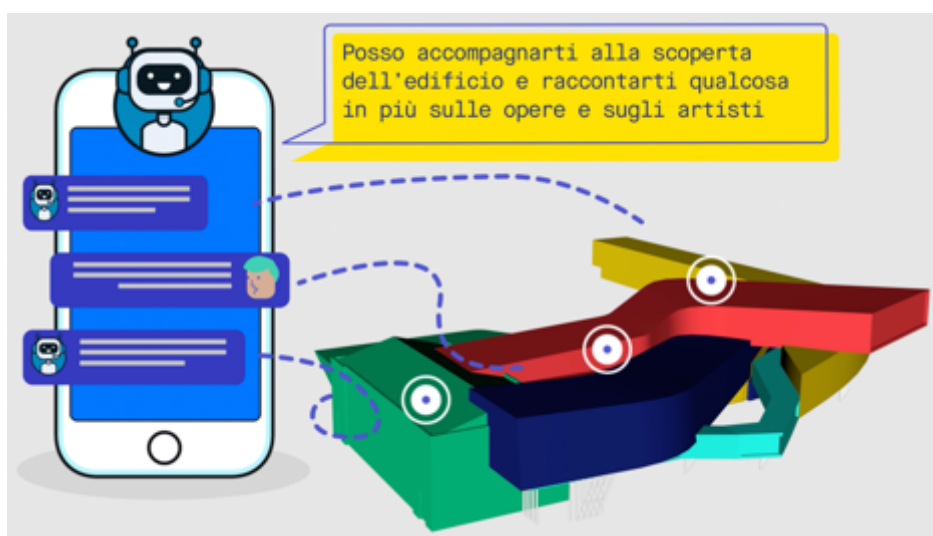 Posso accompagnarti alla scoperta
dell'edificio e raccontarti qualcosa
in più sulle opere e sugli artisti